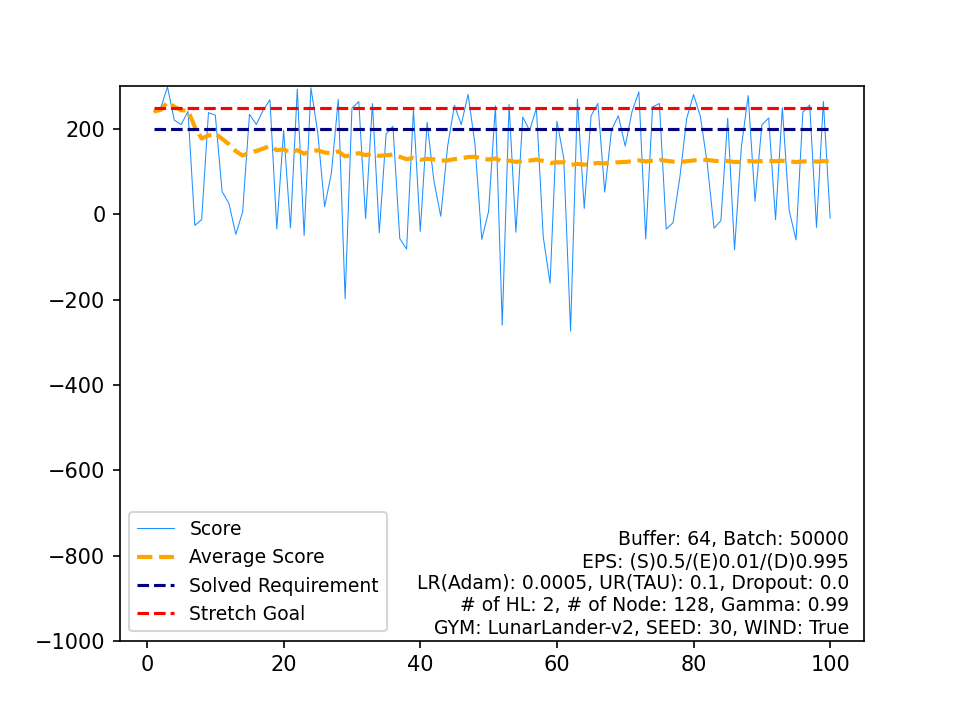 200
0
−200
−400
−600
−800
−1000
0 20 40 60 80 100
Score
Average Score
Solved Requirement
Stretch Goal
Buffer: 64, Batch: 50000
EPS: (S)0.5/(E)0.01/(D)0.995
LR(Adam): 0.0005, UR(TAU): 0.1, Dropout: 0.0
# of HL: 2, # of Node: 128, Gamma: 0.99
GYM: LunarLander-v2, SEED: 30, WIND: True